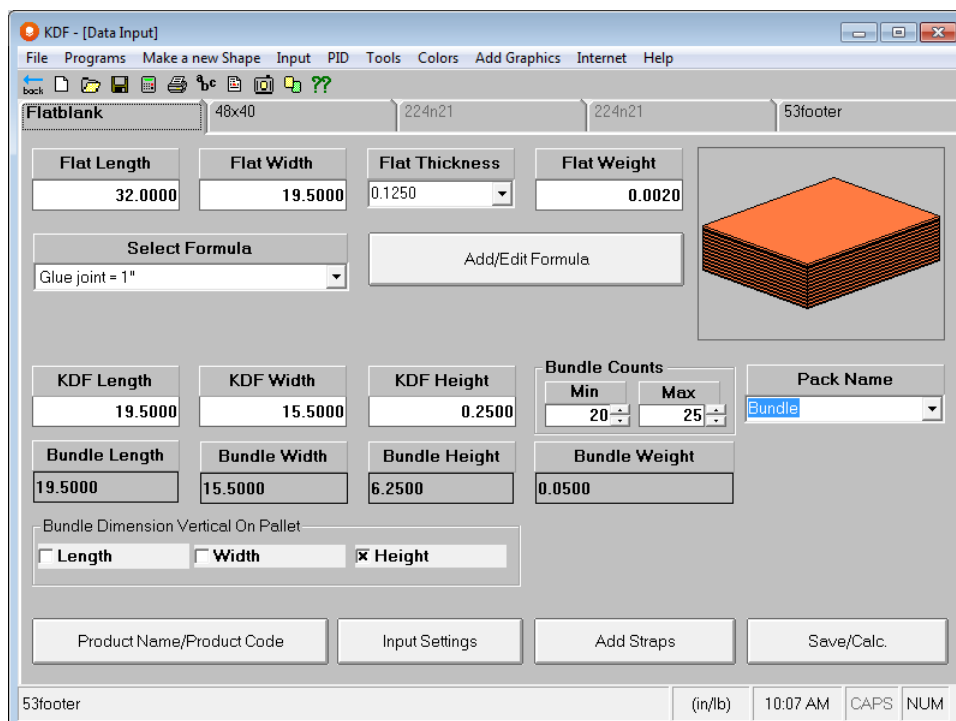 KDF - [Data Input]
File Programs Make a new Shape Input PID Tools Colors Add Graphics Internet Help
back abc ??
Flatblank 48x40 224n21 224n21 53footer
Flat Length Flat Width Flat Thickness Flat Weight
32.0000 19.5000 0.1250 0.0020
Select Formula Add/Edit Formula
Glue joint = 1"
Bundle Counts
KDF Length KDF Width KDF Height Min Max Pack Name
19.5000 15.5000 0.2500 20 25 Bundle
Bundle Length Bundle Width Bundle Height Bundle Weight
19.5000 15.5000 6.2500 0.0500
Bundle Dimension Vertical On Pallet
Length Width Height
Product Name/Product Code Input Settings Add Straps Save/Calc.
53footer (in/lb) 10:07 AM CAPS NUM